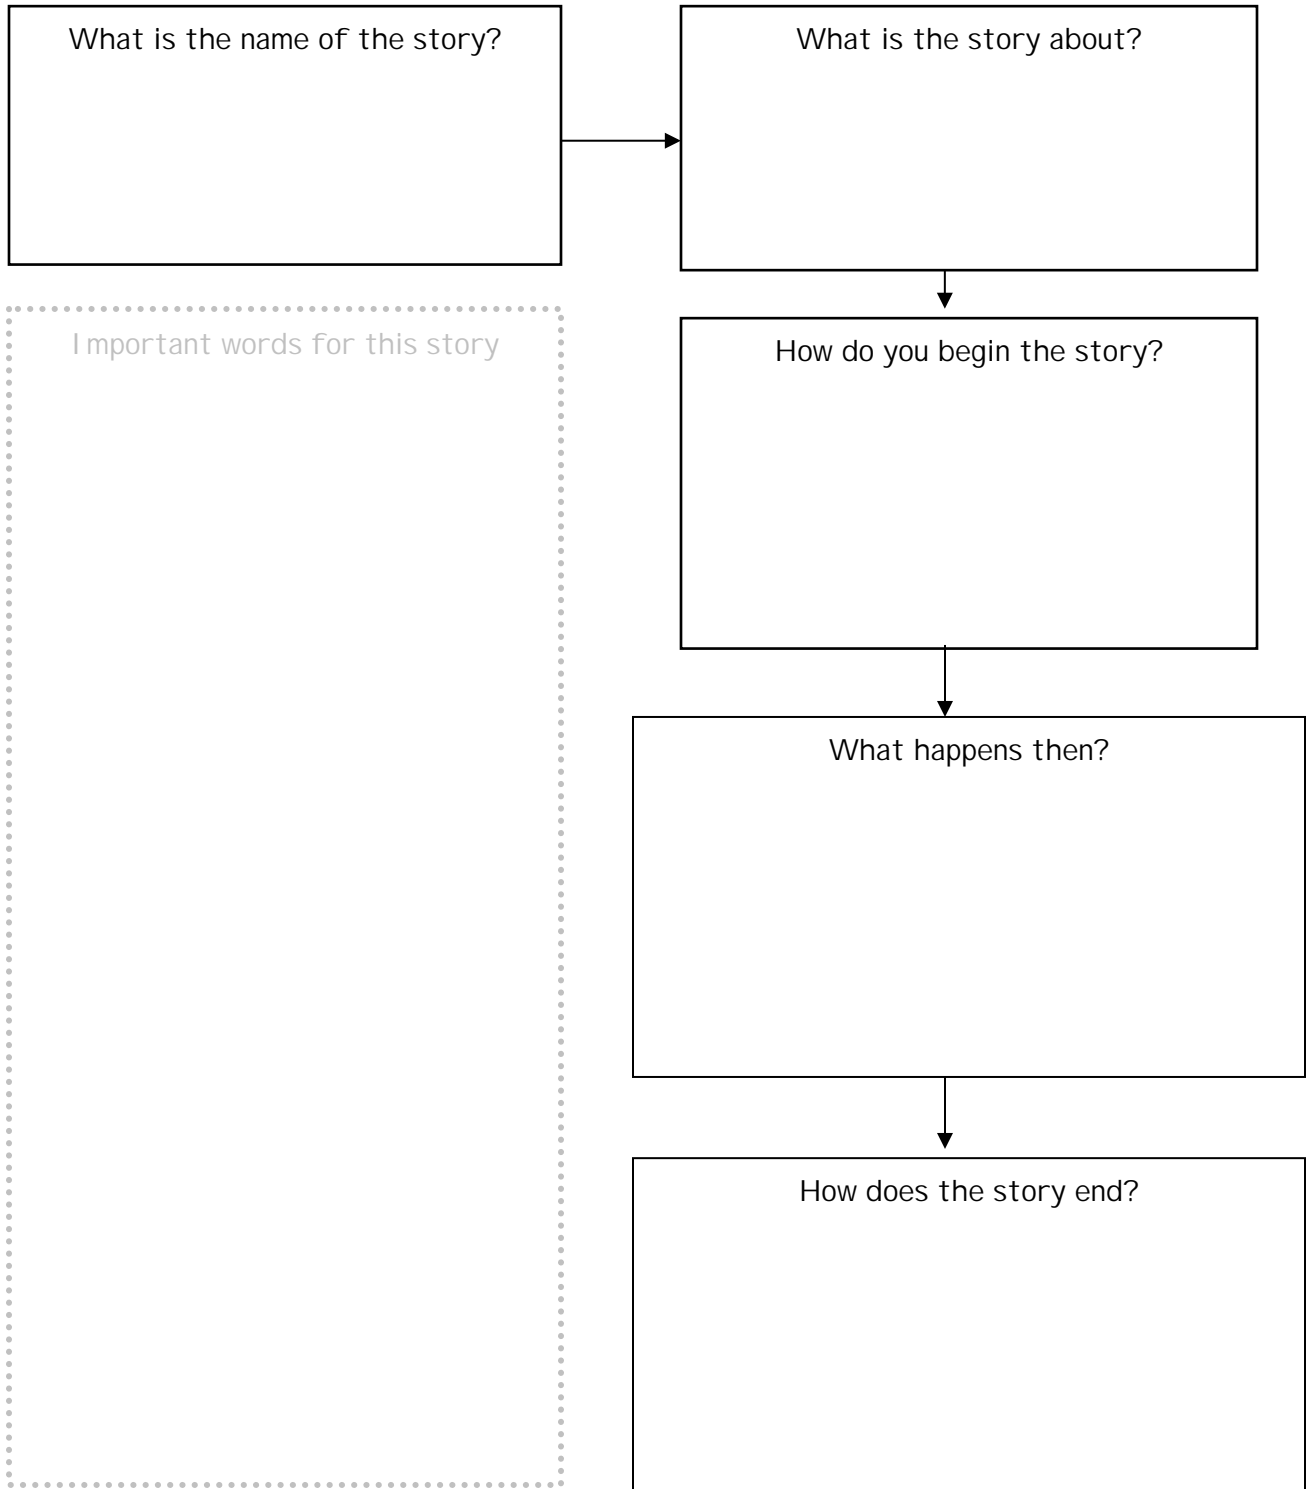 What is the name of the story?
What is the story about?
Important words for this story
How do you begin the story?
What happens then?
How does the story end?